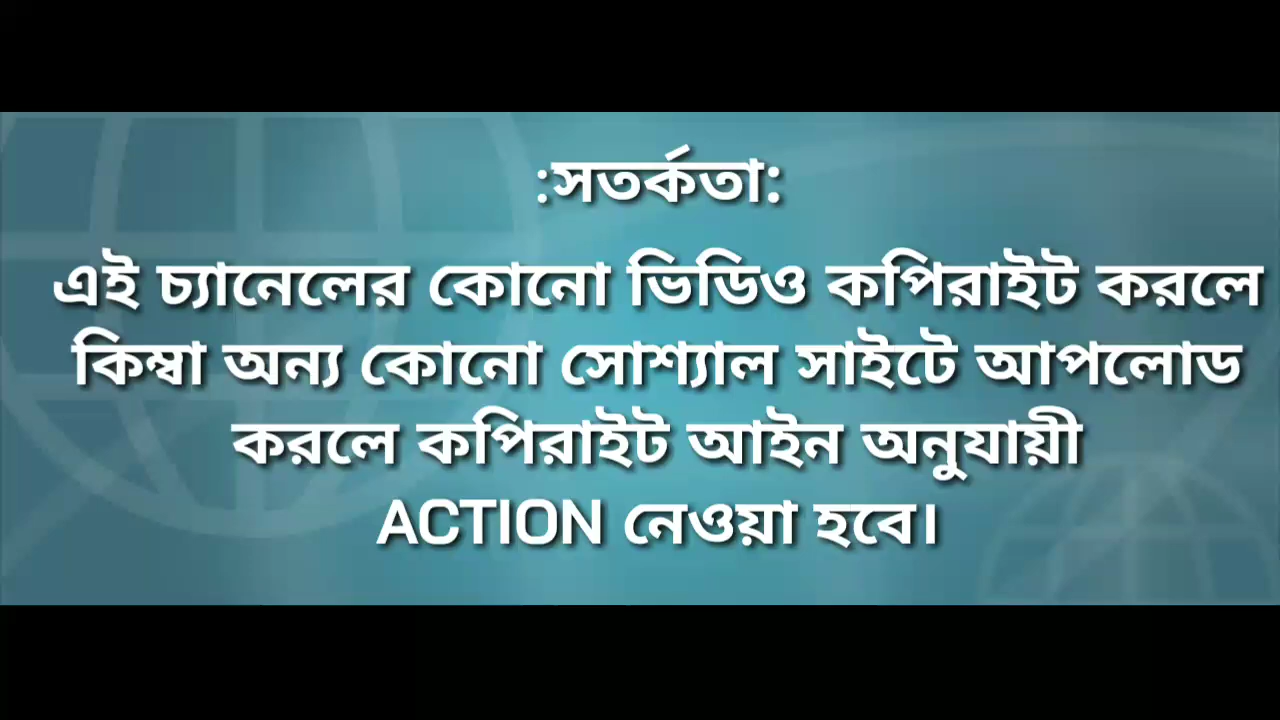 :সতর্কতা:
এই চ্যানেলের কোনো ভিডিও কপিরাইট করলে
কিম্বা অন্য কোনো সোশ্যাল সাইটে আপলোড
করলে কপিরাইট আইন অনুযায়ী
ACTION নেওয়া হবে।